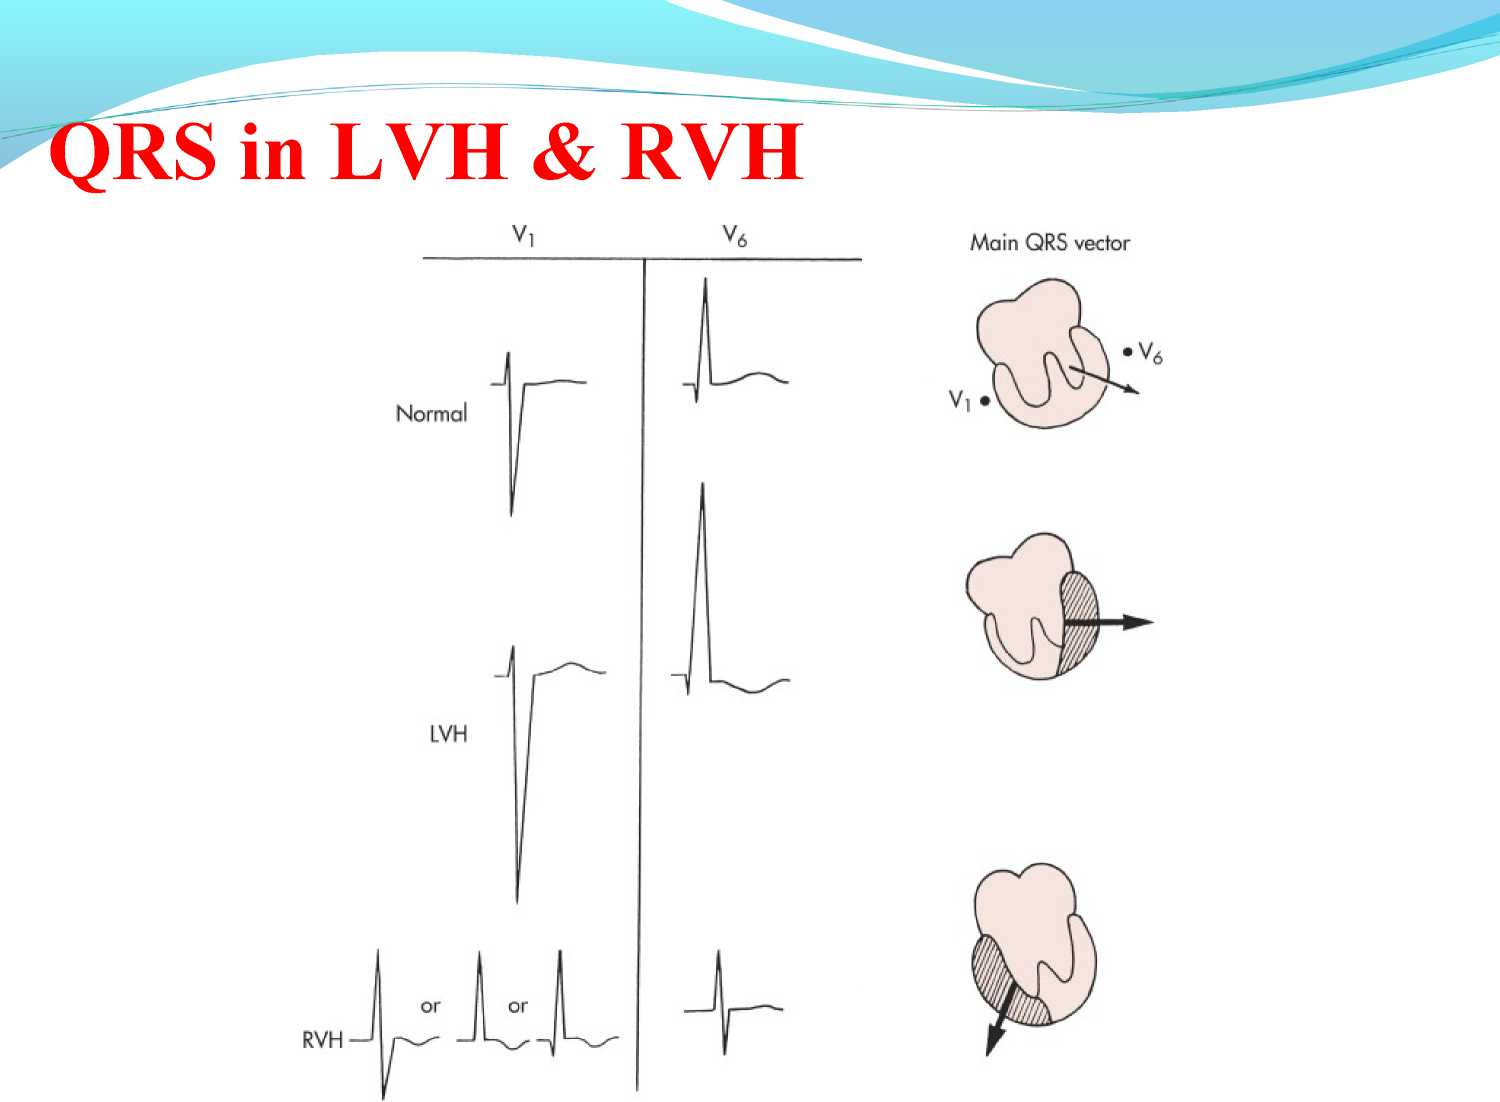 QRS in LVH & RVH
V1 V6 Main QRS vector
V6
V1
Normal
LVH
or or
RVH